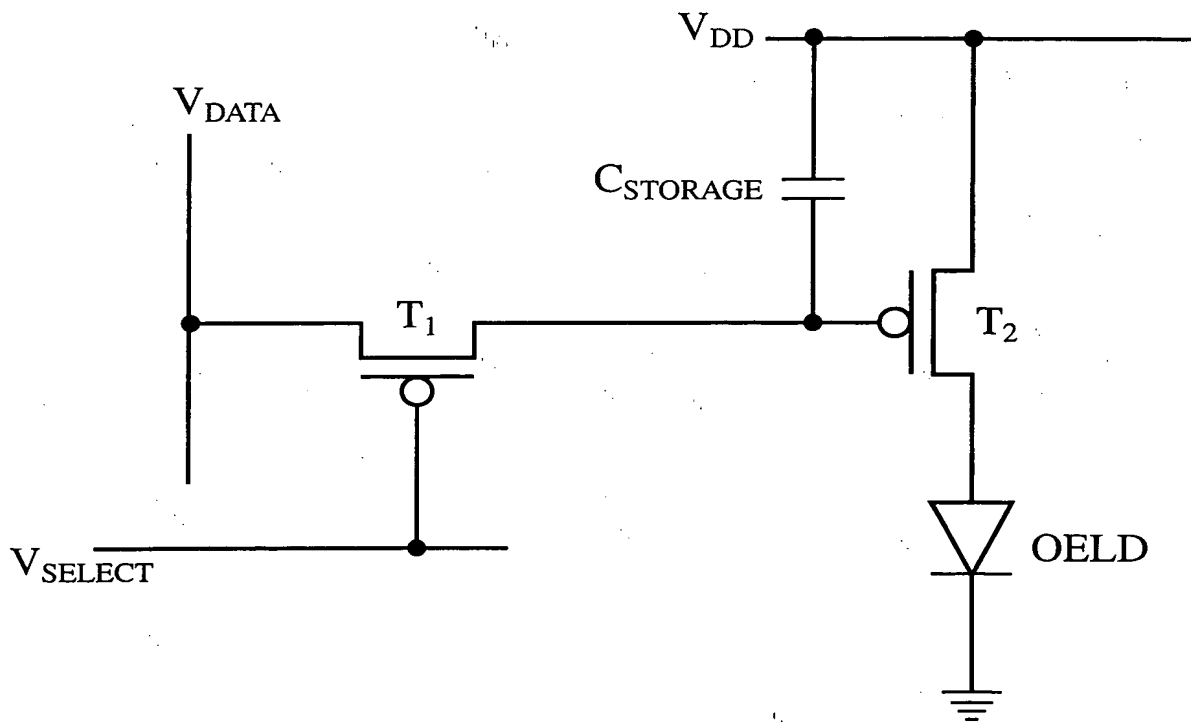 V_DD
V_DATA
C_STORAGE
T_1
T_2
V_SELECT
OELD